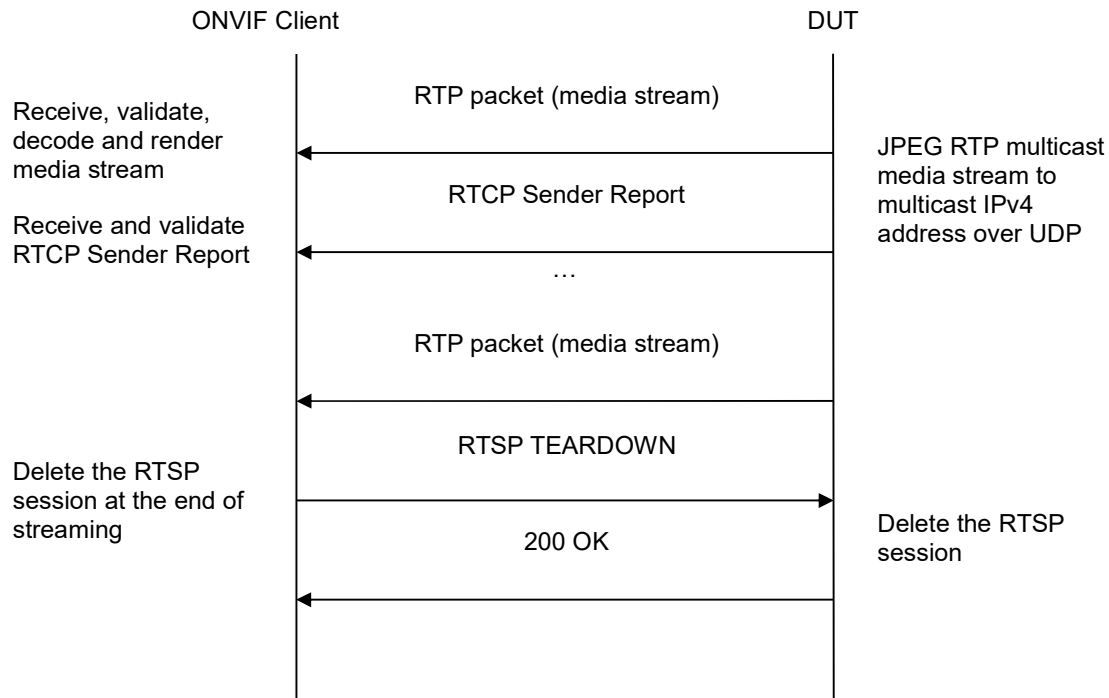 ONVIF Client
DUT
RTP packet (media stream)
Receive, validate,
decode and render
media stream
JPEG RTP multicast
media stream to
multicast IPv4
address over UDP
RTCP Sender Report
Receive and validate
RTCP Sender Report
…
RTP packet (media stream)
RTSP TEARDOWN
Delete the RTSP
session at the end of
streaming
200 OK
Delete the RTSP
session